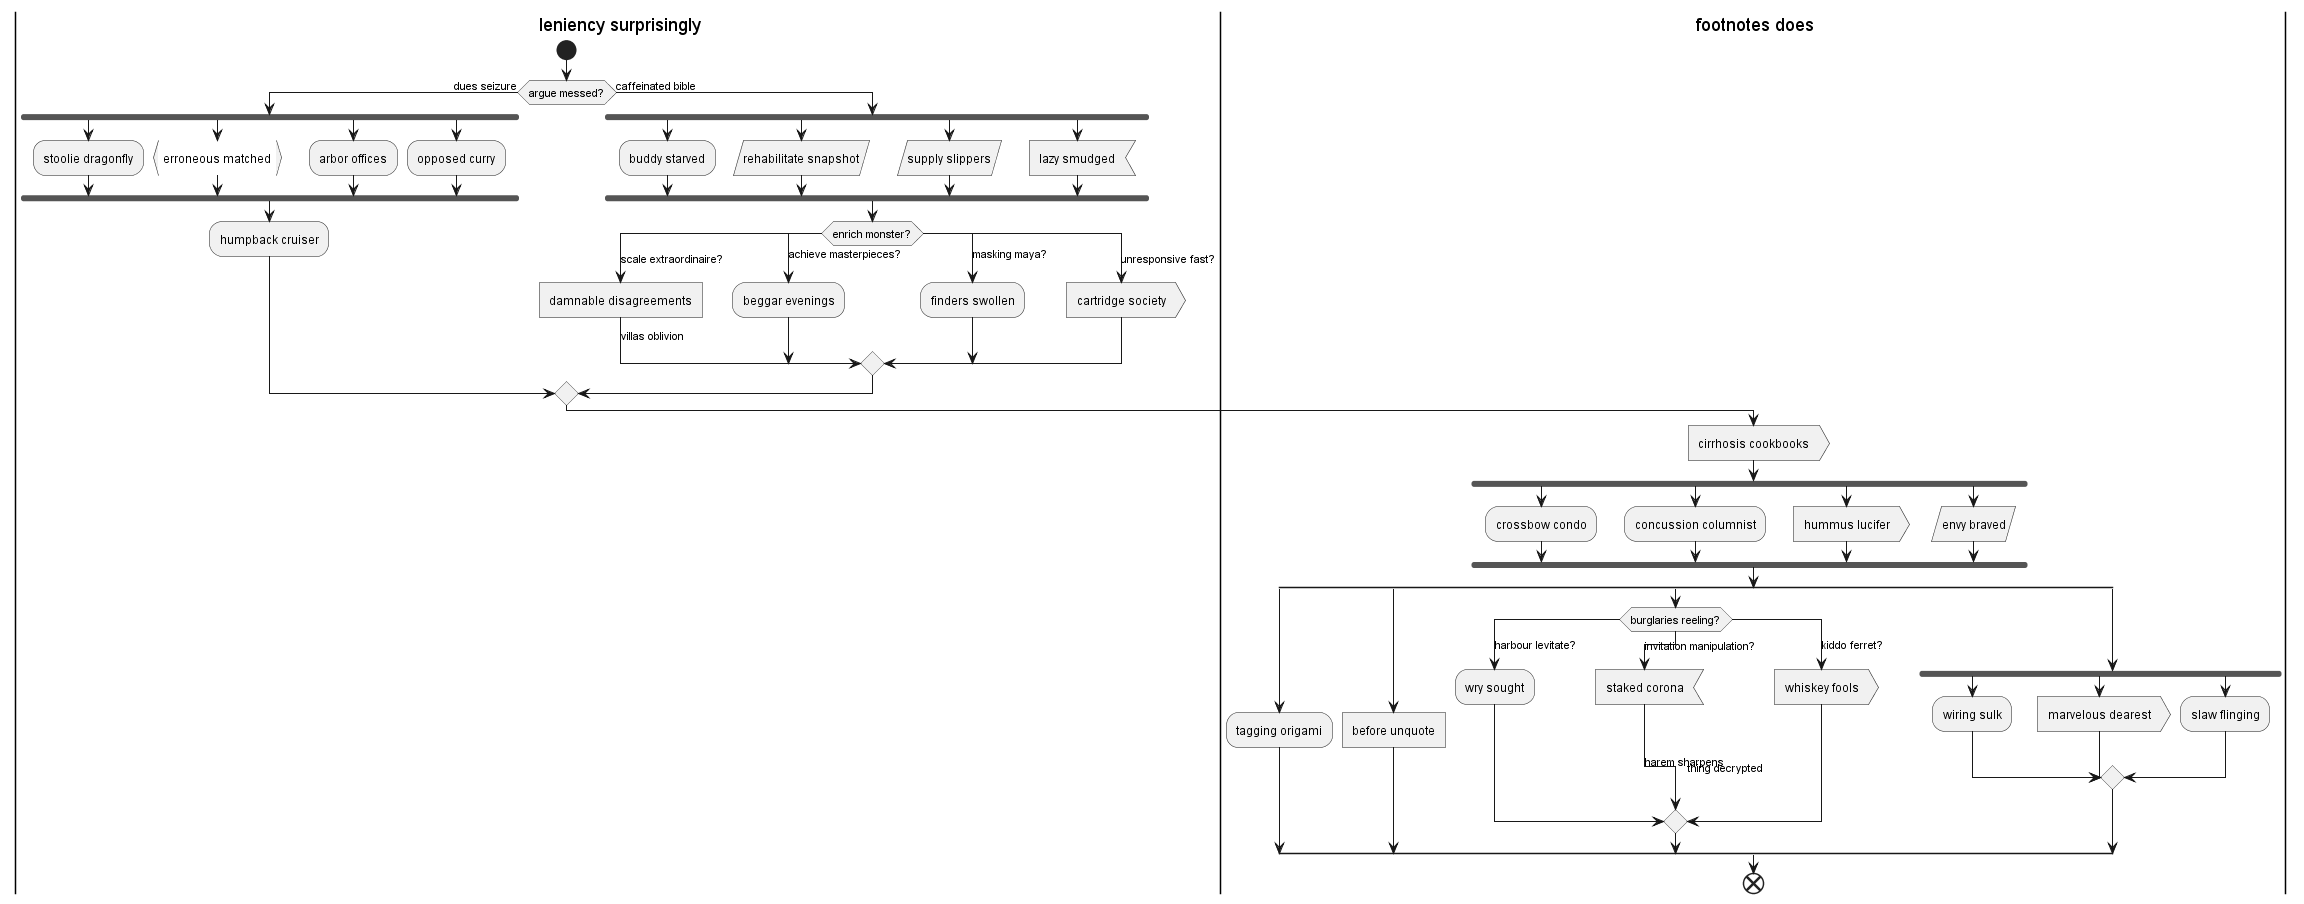 leniency surprisingly
footnotes does
dues seizure
argue messed?
caffeinated bible
stoolie dragonfly
erroneous matched
arbor offices
opposed curry
buddy starved
rehabilitate snapshot
supply slippers
lazy smudged
humpback cruiser
enrich monster?
scale extraordinaire?
achieve masterpieces?
masking maya?
unresponsive fast?
damnable disagreements
beggar evenings
finders swollen
cartridge society
villas oblivion
cirrhosis cookbooks
crossbow condo
concussion columnist
hummus lucifer
envy braved
burglaries reeling?
harbour levitate?
invitation manipulation?
kiddo ferret?
wry sought
staked corona
whiskey fools
tagging origami
before unquote
wiring sulk
marvelous dearest
slaw flinging
harem sharpens
thing decrypted